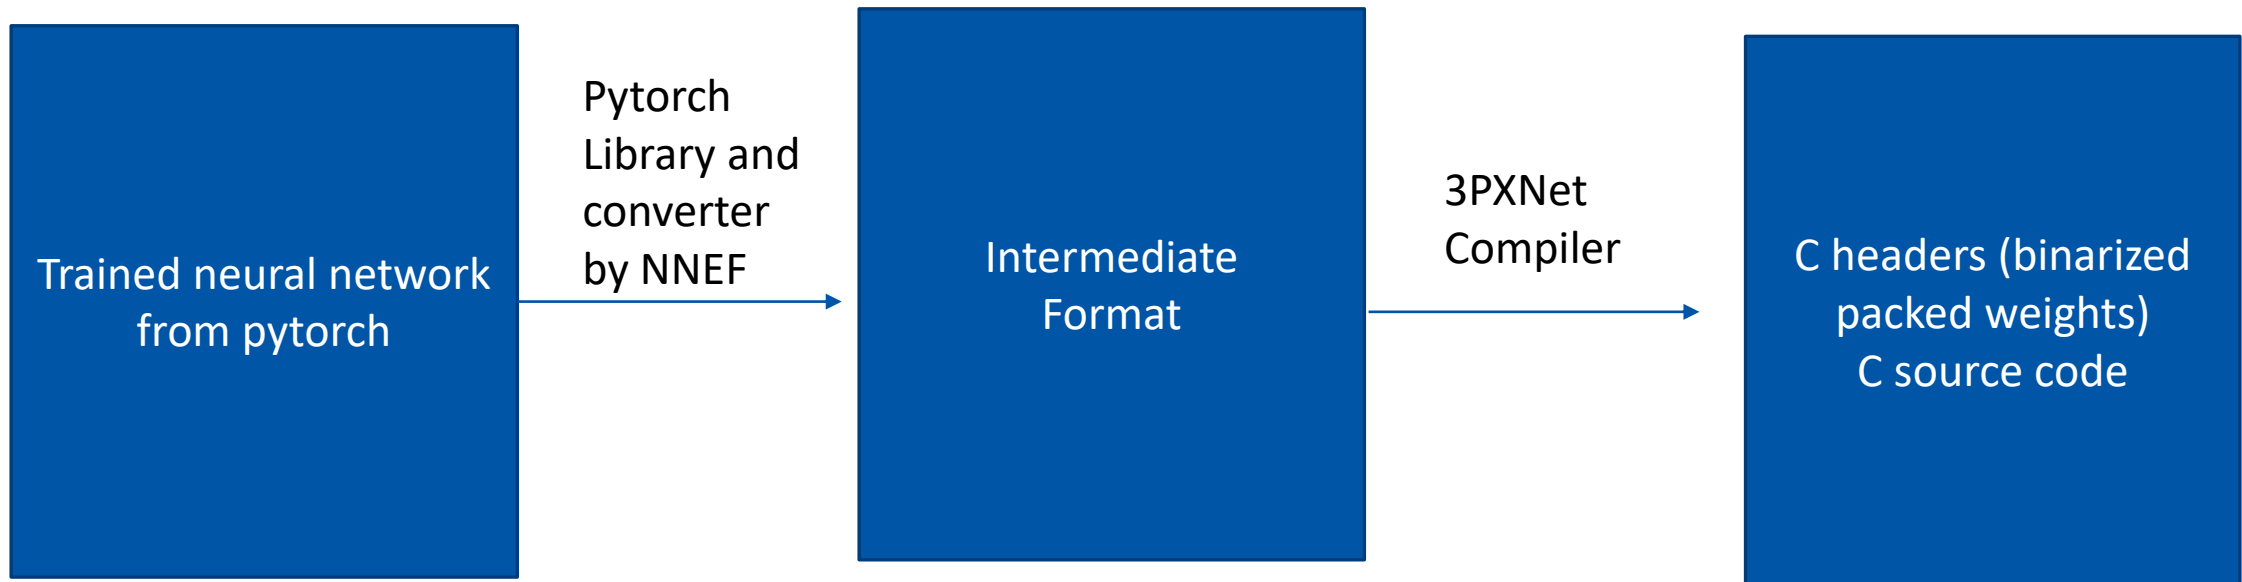 Trained neural network
from pytorch
Pytorch
Library and
converter
by NNEF
Intermediate
Format
3PXNet
Compiler
C headers (binarized
packed weights)
C source code